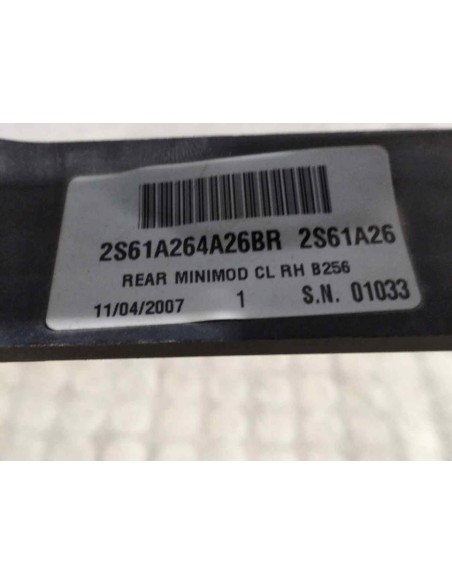 2S61A264A26BR 2S61A26
REAR MINIMOD CL RH B256
11/04/2007 1 S.N. 01033